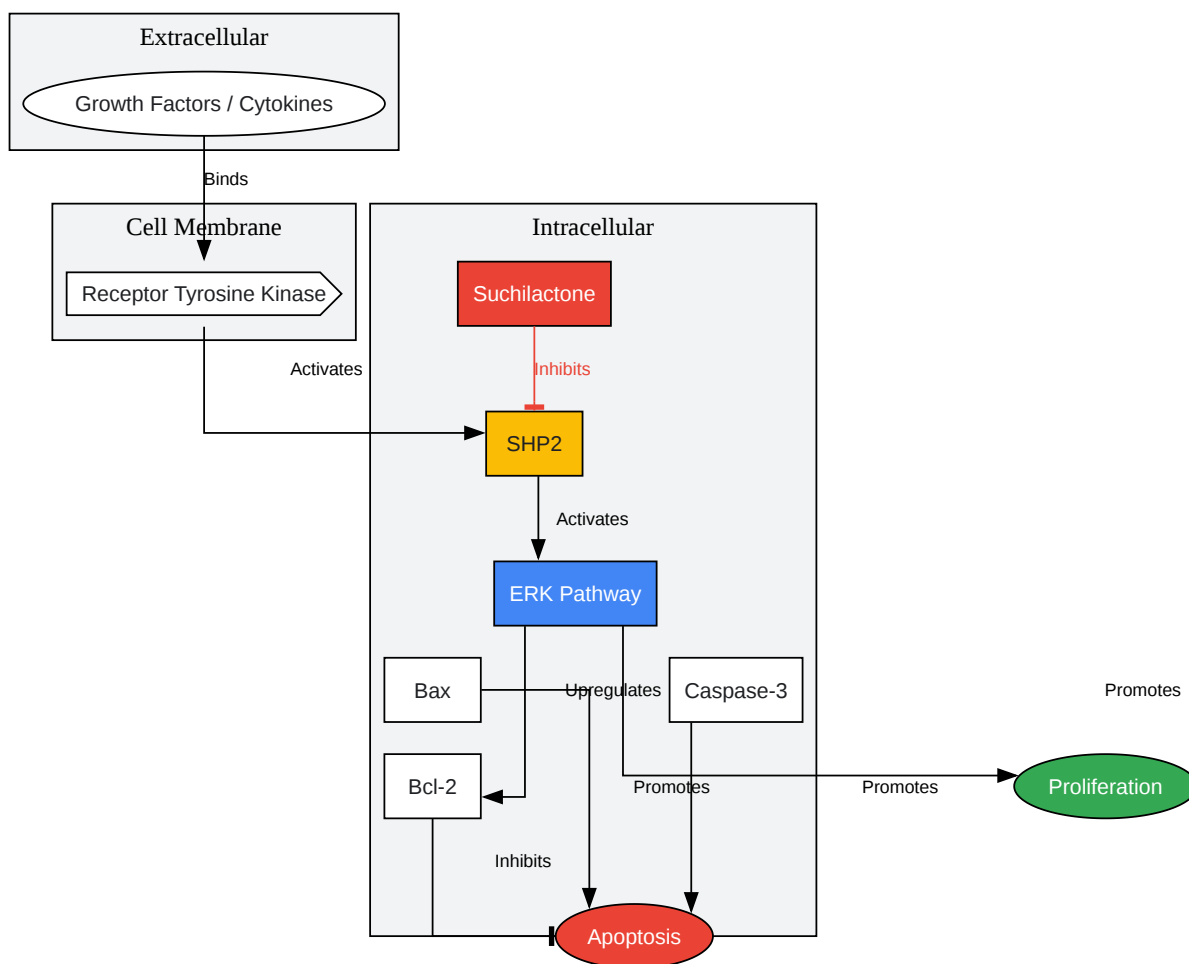 Extracellular
Growth Factors / Cytokines
Binds
Cell Membrane
Receptor Tyrosine Kinase
Intracellular
Suchilactone
Activates
Inhibits
SHP2
Activates
ERK Pathway
Bax
Upregulates
Caspase-3
Promotes
Bcl-2
Promotes
Promotes
Proliferation
Inhibits
Apoptosis